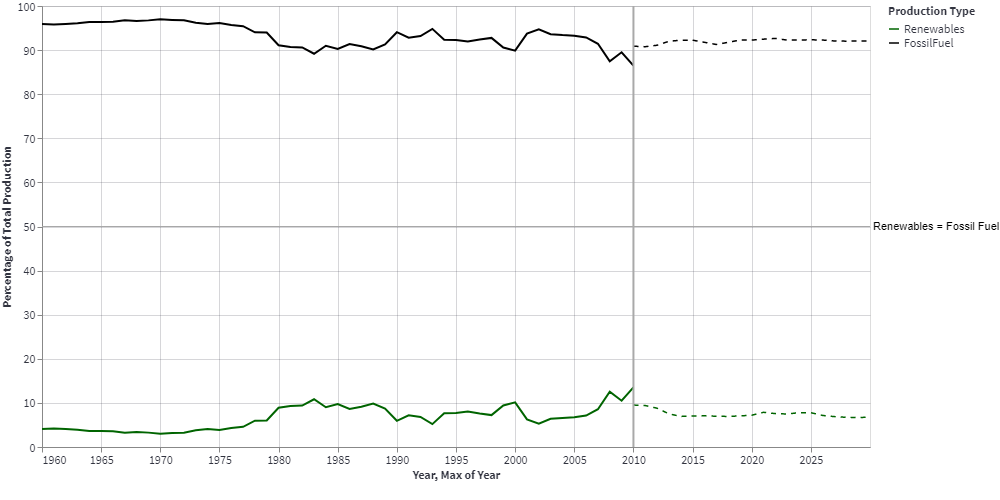 100
90
80
70
60
50
40
30
20
10
0
Percentage of Total Production
1960 1965 1970 1975 1980 1985 1990 1995 2000 2005 2010 2015 2020 2025
Year, Max of Year
Renewables = Fossil Fuel
Production Type
Renewables
FossilFuel